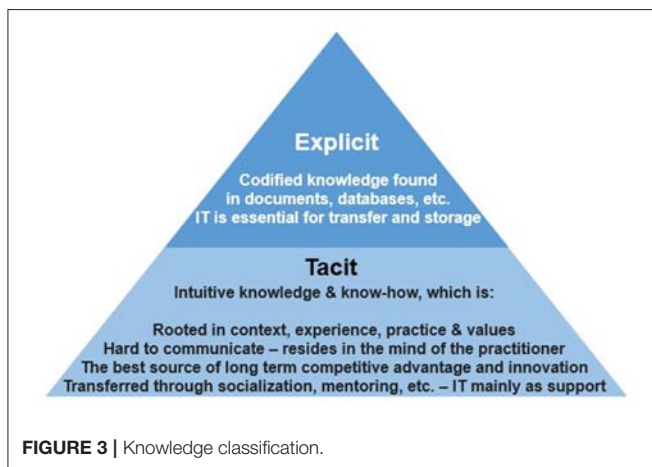 Explicit
Codified knowledge found
in documents, databases, etc.
IT is essential for transfer and storage
Tacit
Intuitive knowledge & know-how, which is:
Rooted in context, experience, practice & values
Hard to communicate – resides in the mind of the practitioner
The best source of long term competitive advantage and innovation
Transferred through socialization, mentoring, etc. – IT mainly as support
FIGURE 3 | Knowledge classification.